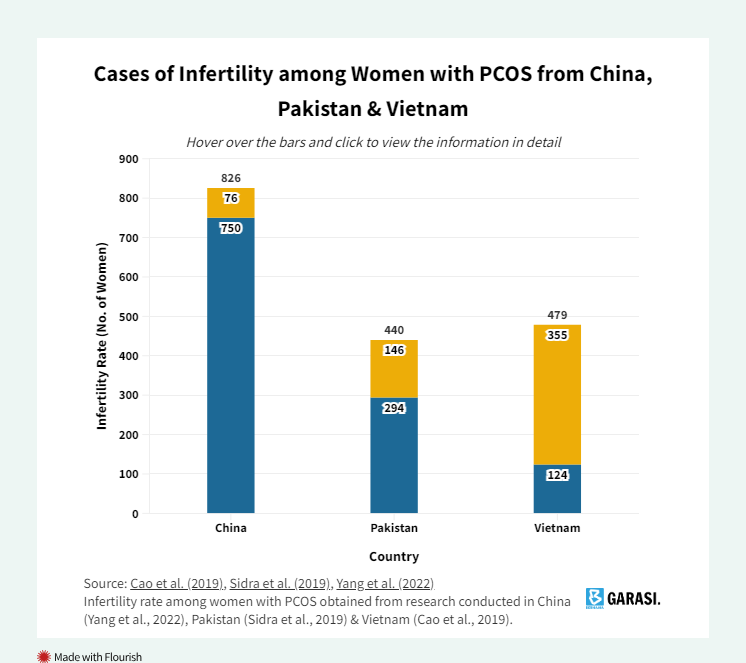 Cases of Infertility among Women with PCOS from China,
Pakistan & Vietnam
Hover over the bars and click to view the information in detail
Infertility Rate (No. of Women)
900
800
700
600
500
400
300
200
100
0
826
76
750
440
146
294
479
355
124
China
Pakistan
Vietnam
Country
Source: Cao et al. (2019), Sidra et al. (2019), Yang et al. (2022)
Infertility rate among women with PCOS obtained from research conducted in China
(Yang et al., 2022), Pakistan (Sidra et al., 2019) & Vietnam (Cao et al., 2019).
GARASI.
Made with Flourish